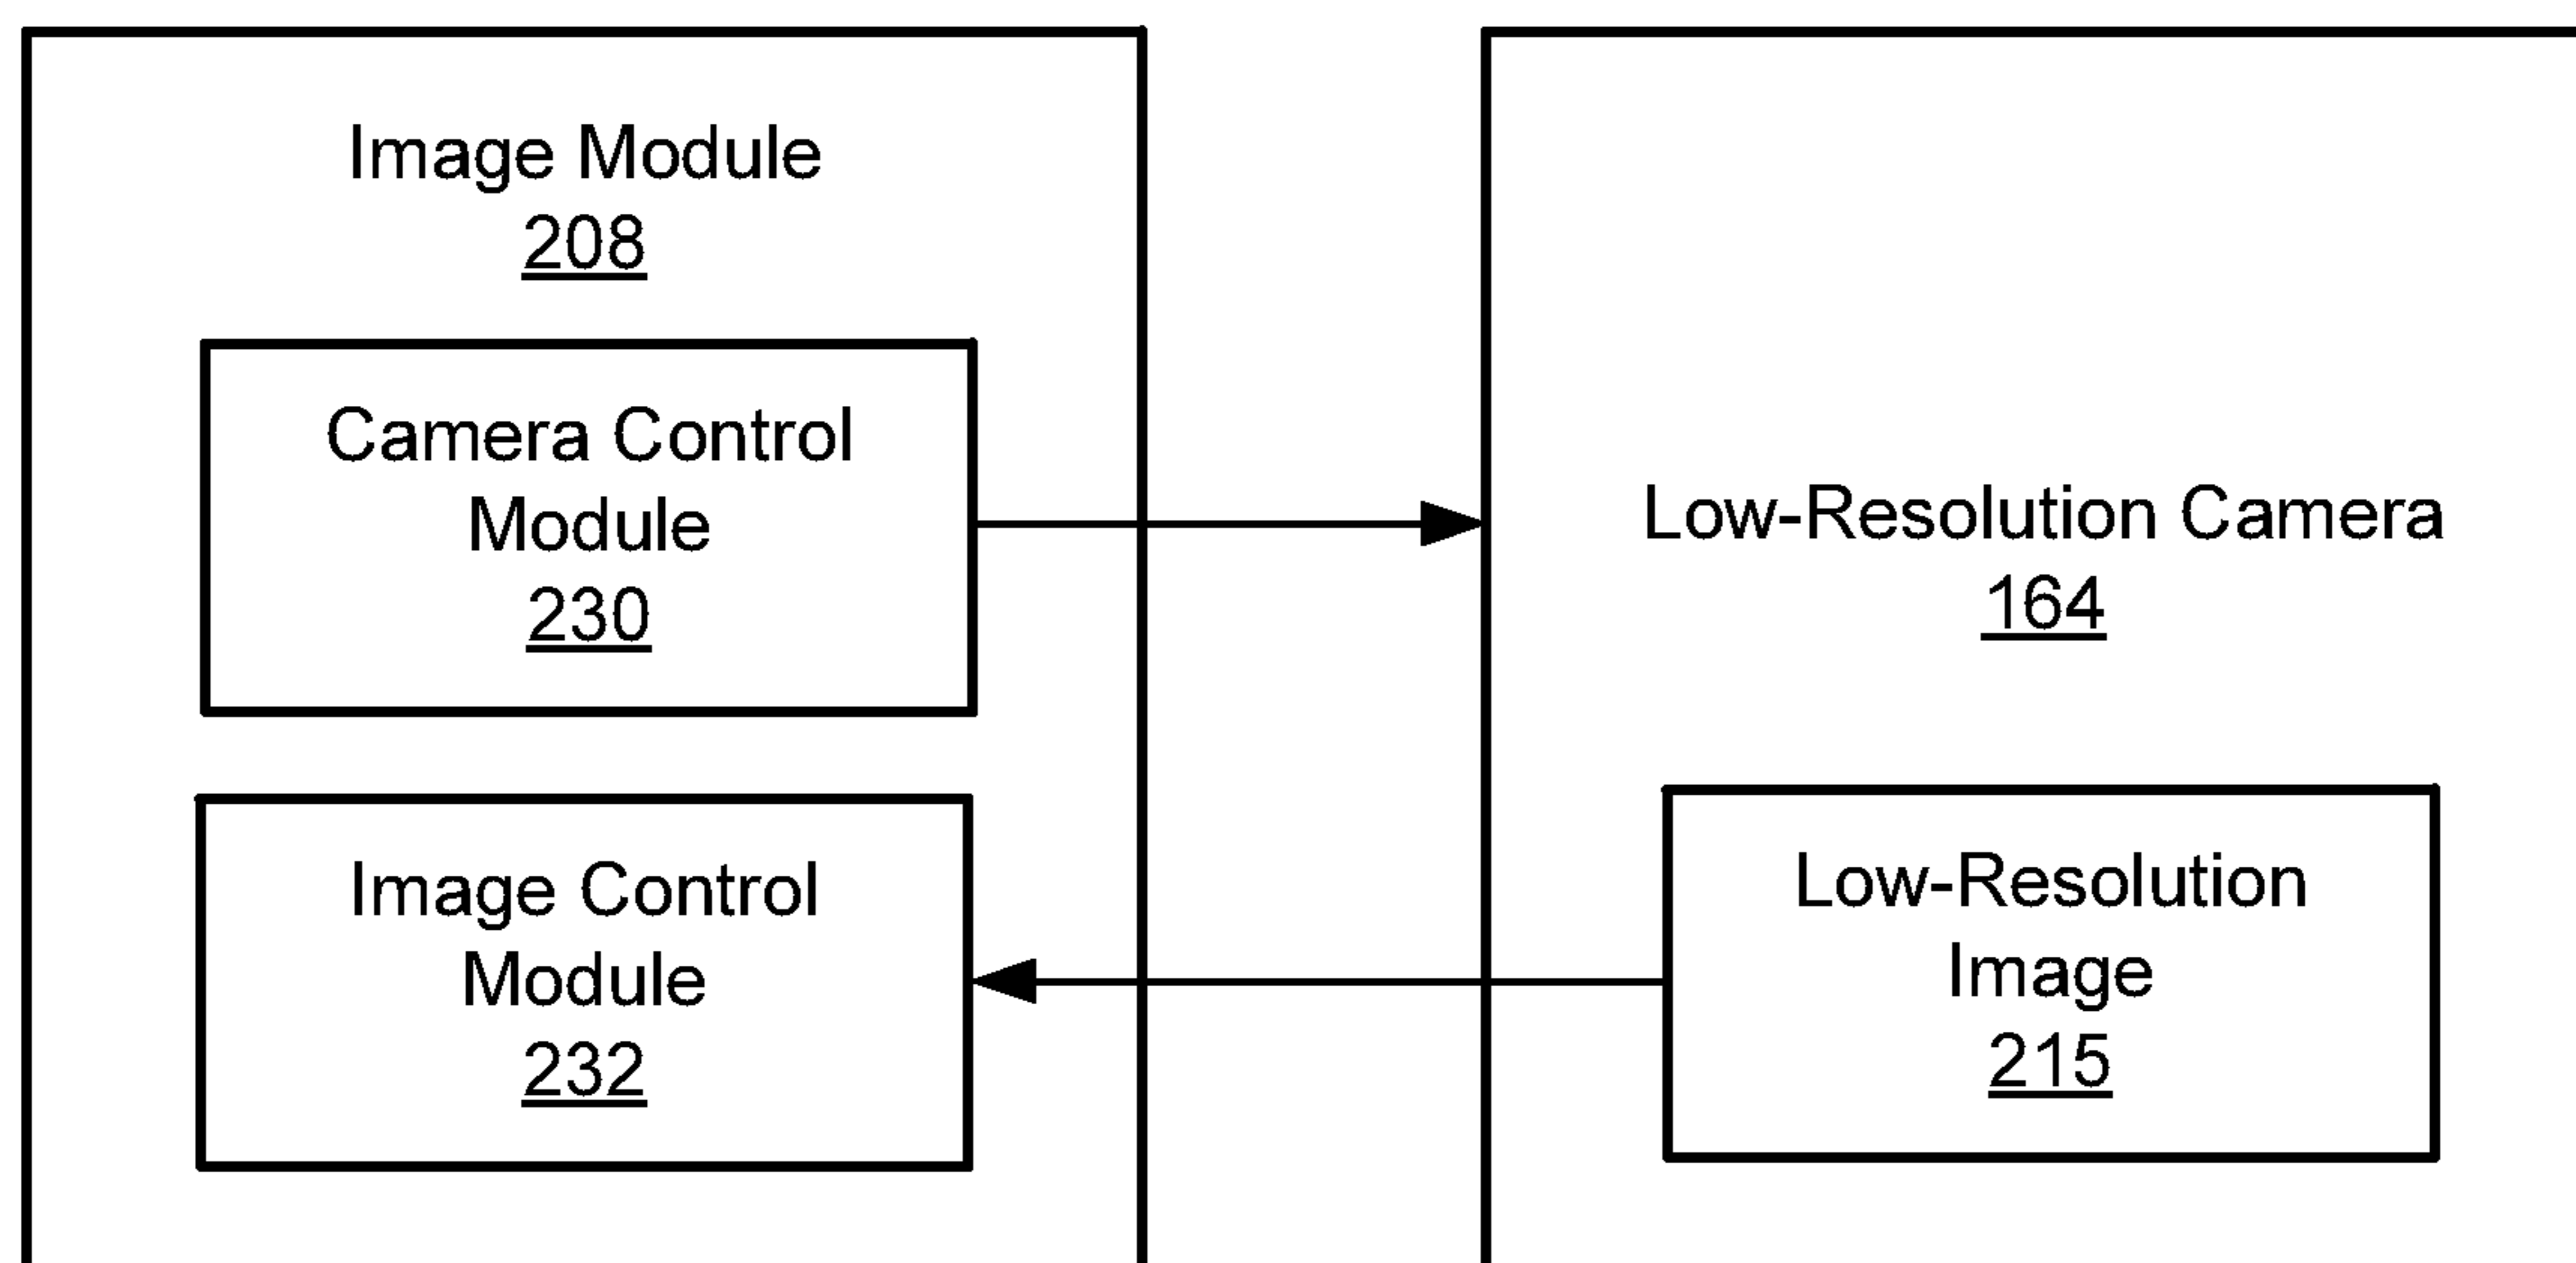 Image Module
208
Camera Control
Module
230
Image Control
Module
232
Low-Resolution Camera
164
Low-Resolution
Image
215